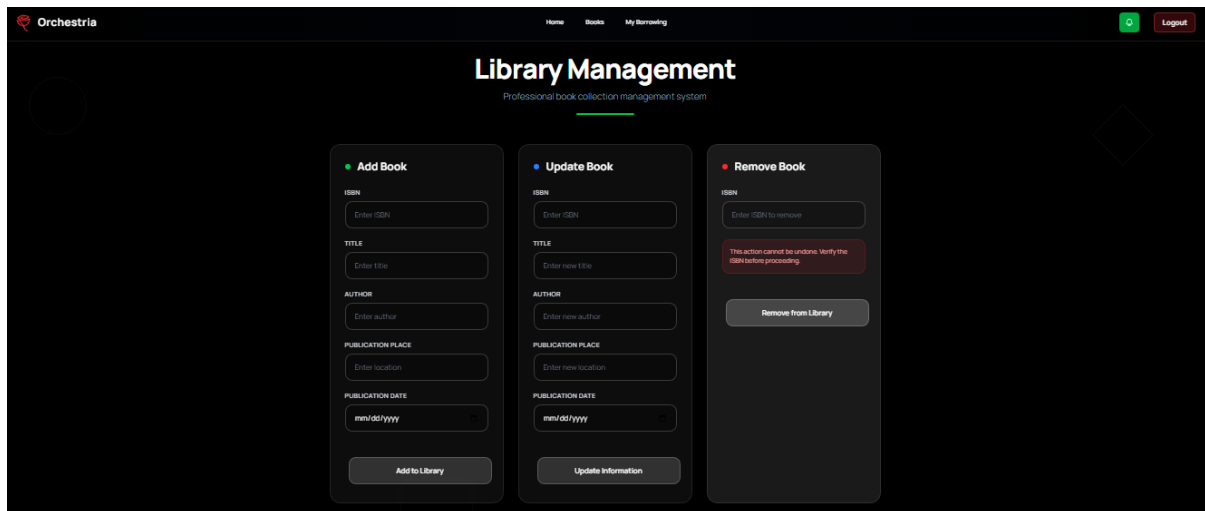 Orchestria
Home
Books
My Borrowing
Logout
Library Management
Professional book collection management system
Add Book
ISBN
Enter ISBN
TITLE
Enter title
AUTHOR
Enter author
PUBLICATION PLACE
Enter location
PUBLICATION DATE
mm/dd/yyyy
Add to Library
Update Book
ISBN
Enter ISBN
TITLE
Enter new title
AUTHOR
Enter new author
PUBLICATION PLACE
Enter new location
PUBLICATION DATE
mm/dd/yyyy
Update Information
Remove Book
ISBN
Enter ISBN to remove
This action cannot be undone. Verify the
ISBN before proceeding.
Remove from Library